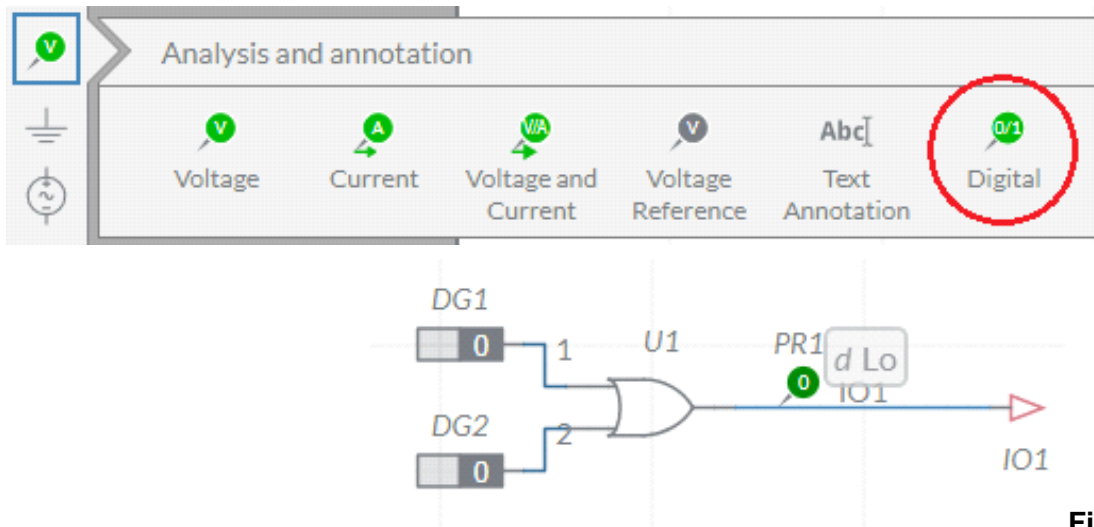 V
Analysis and annotation
V A V/A V Abc 0/1
Voltage Current Voltage and Current Voltage Reference Text Annotation Digital
DG1
0 1
U1
PR1 d Lo
0 IO1
DG2
2
0
IO1
Fi